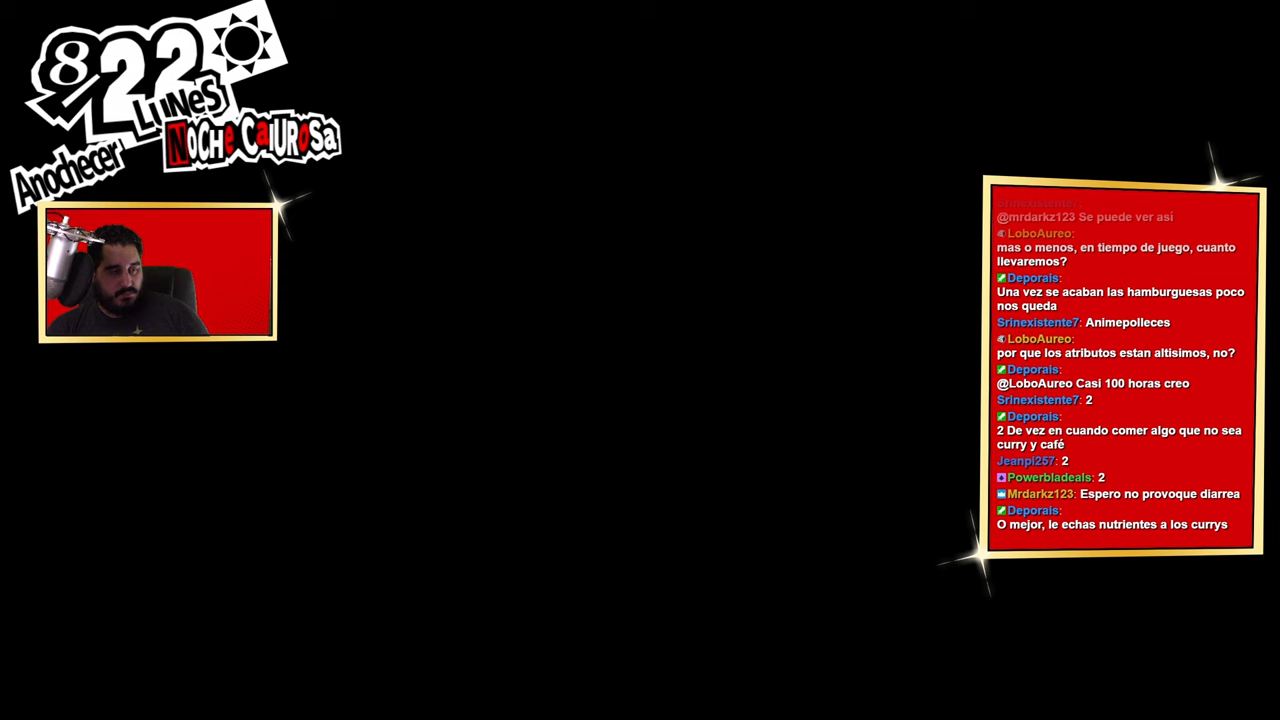 8/22
LUNeS
Anochecer
NOCHe CalUROSa
Srinexistente7:
@mrdarkz123 Se puede ver así
LoboAureo:
mas o menos, en tiempo de juego, cuanto
llevaremos?
Deporais:
Una vez se acaban las hamburguesas poco
nos queda
Srinexistente7: Animepolleces
LoboAureo:
por que los atributos estan altisimos, no?
Deporais:
@LoboAureo Casi 100 horas creo
Srinexistente7: 2
Deporais:
2 De vez en cuando comer algo que no sea
curry y café
Jeanpi257: 2
Powerbladeals: 2
Mrdarkz123: Espero no provoque diarrea
Deporais:
O mejor, le echas nutrientes a los currys